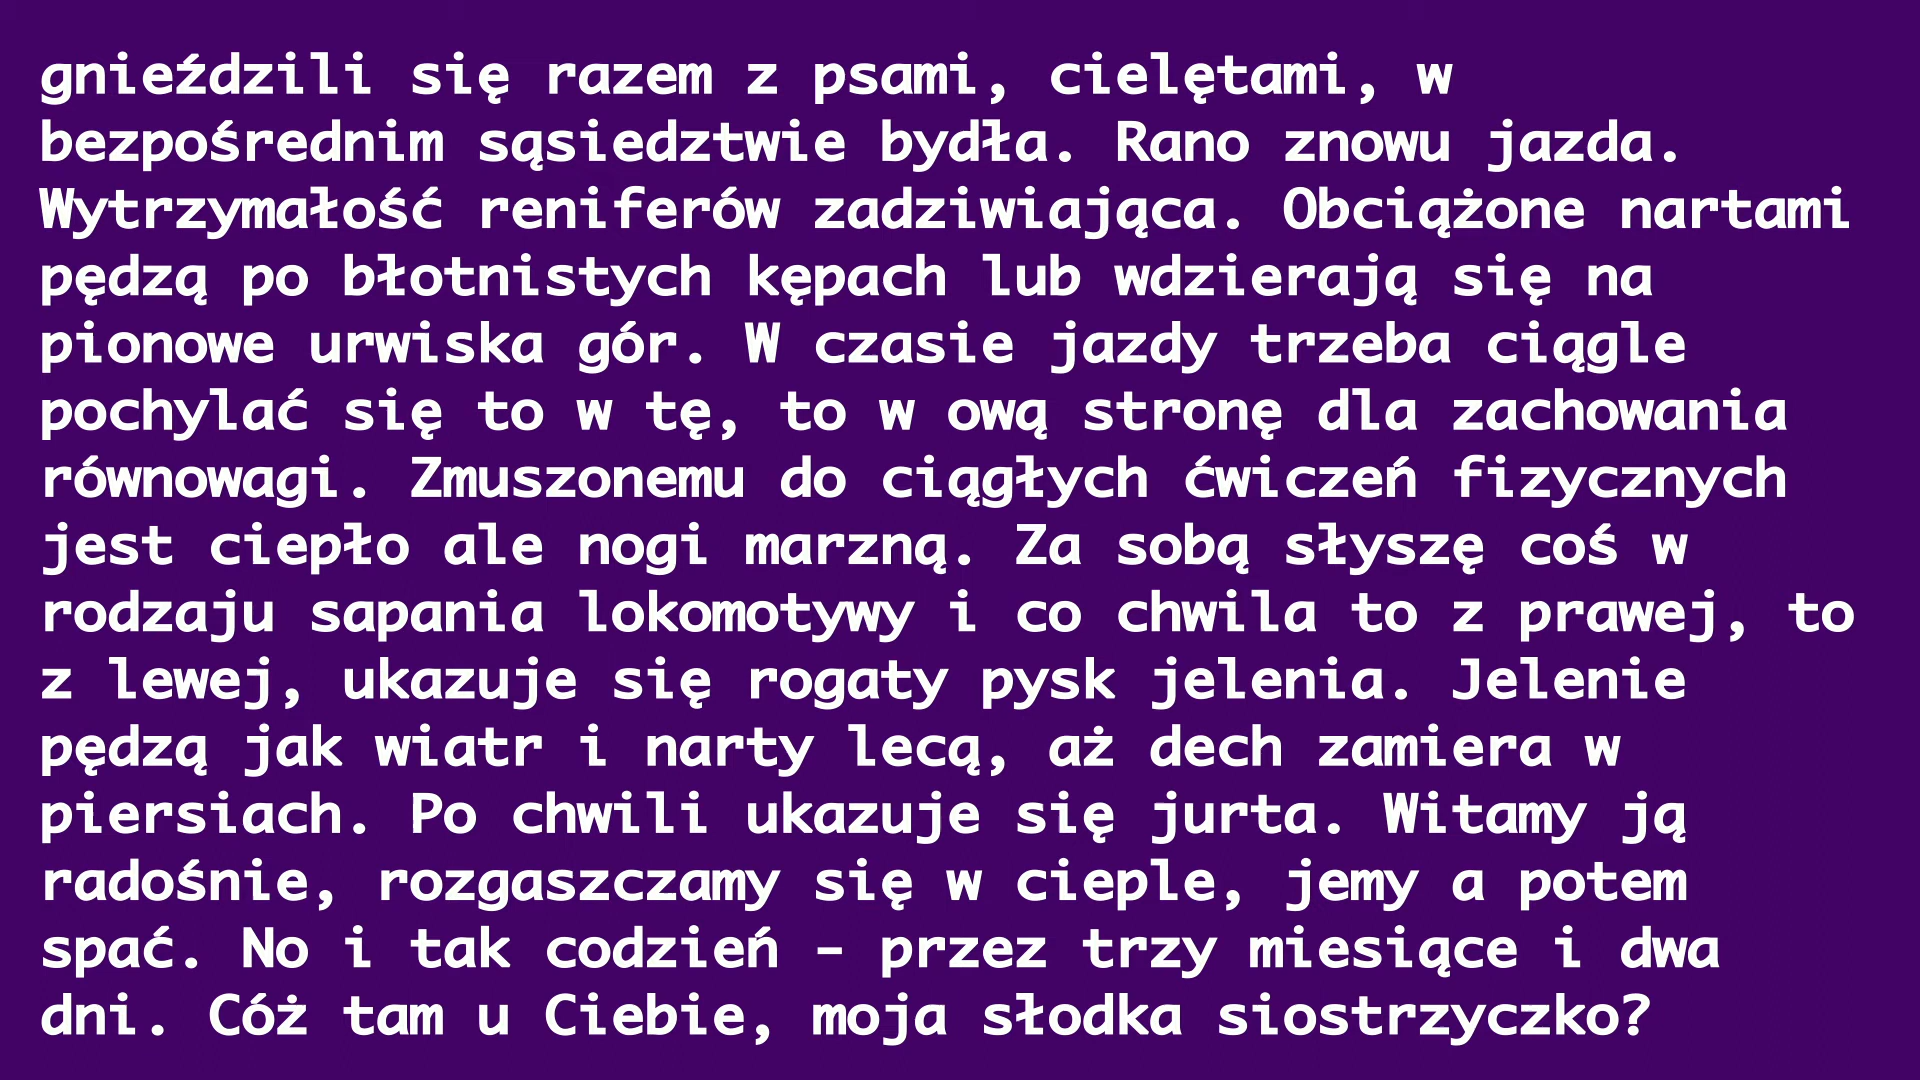 gnieździli się razem z psami, cielętami, w
bezpośrednim sąsiedztwie bydła. Rano znowu jazda.
Wytrzymałość reniferów zadziwiająca. Obciążone nartami
pędzą po błotnistych kępach lub wdzierają się na
pionowe urwiska gór. W czasie jazdy trzeba ciągle
pochylać się to w tę, to w ową stronę dla zachowania
równowagi. Zmuszonemu do ciągłych ćwiczeń fizycznych
jest ciepło ale nogi marzną. Za sobą słyszę coś w
rodzaju sapania lokomotywy i co chwila to z prawej, to
z lewej, ukazuje się rogaty pysk jelenia. Jelenie
pędzą jak wiatr i narty lecą, aż dech zamiera w
piersiach. Po chwili ukazuje się jurta. Witamy ją
radośnie, rozgaszczamy się w cieple, jemy a potem
spać. No i tak codzień - przez trzy miesiące i dwa
dni. Cóż tam u Ciebie, moja słodka siostrzyczko?